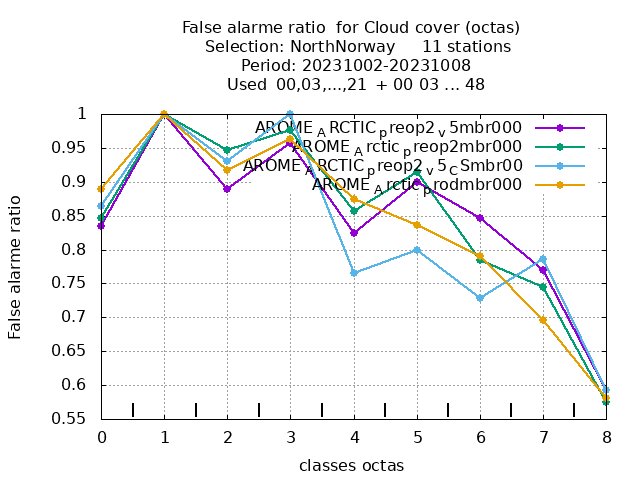 False alarme ratio  for Cloud cover (octas)
Selection: NorthNorway     11 stations
Period: 20231002-20231008
Used  00,03,...,21  + 00 03 ... 48
AROME_ARCTIC_preop2_v5mbr000
AROME_Arctic_preop2mbr000
AROME_ARCTIC_preop2_v5_CSmbr00
AROME_Arctic_prodmbr000
1
0.95
0.9
0.85
0.8
0.75
0.7
0.65
0.6
0.55
False alarme ratio
0 1 2 3 4 5 6 7 8
classes octas